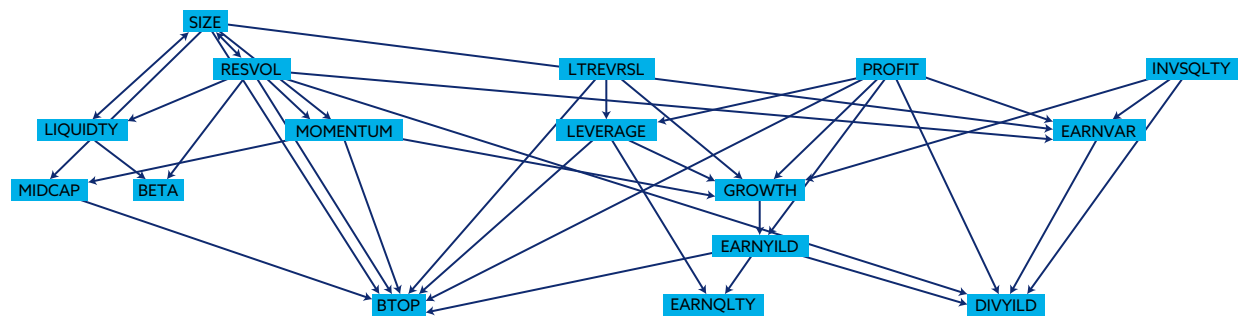 SIZE
RESVOL LTREVRSL PROFIT INVSQLTY
LIQUIDTY MOMENTUM LEVERAGE EARNVAR
MIDCAP BETA GROWTH
EARNYILD
BTOP EARNQLTY DIVYILD